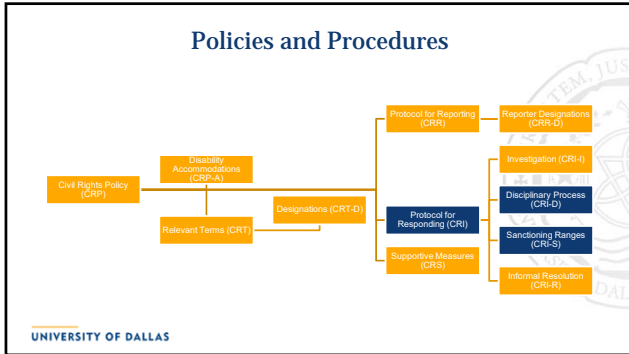 Policies and Procedures
Protocol for Reporting
(CRR)
Reporter Designations
(CRR-D)
Disability
Accommodations
(CRP-A)
Investigation (CRI-I)
Civil Rights Policy
(CRP)
Disciplinary Process
(CRI-D)
Designations (CRT-D)
Protocol for
Responding (CRI)
Relevant Terms (CRT)
Sanctioning Ranges
(CRI-S)
Supportive Measures
(CRS)
Informal Resolution
(CRI-R)
UNIVERSITY OF DALLAS